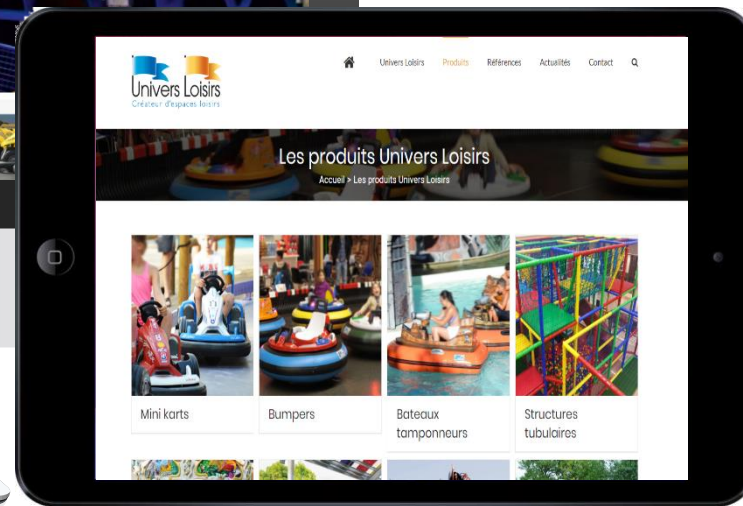 Univers Loisirs
Créateur d'espaces loisirs
Univers Loisirs Produits Références Actualités Contact
Les produits Univers Loisirs
Accueil » Les produits Univers Loisirs
Mini karts
Bumpers
Bateaux
tamponneurs
Structures
tubulaires